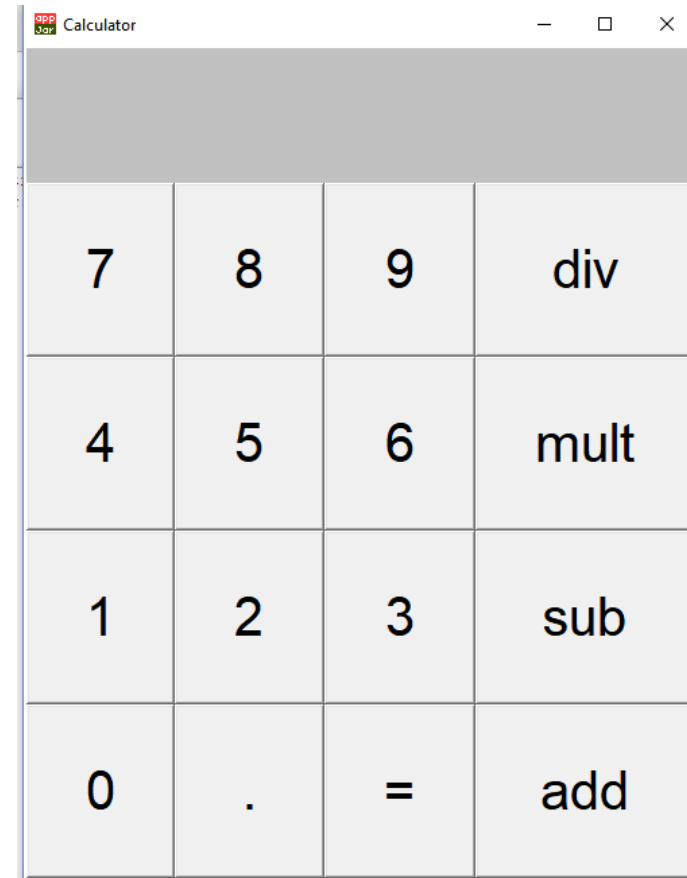 app
Jar
Calculator
7 8 9 div
4 5 6 mult
1 2 3 sub
0 . = add